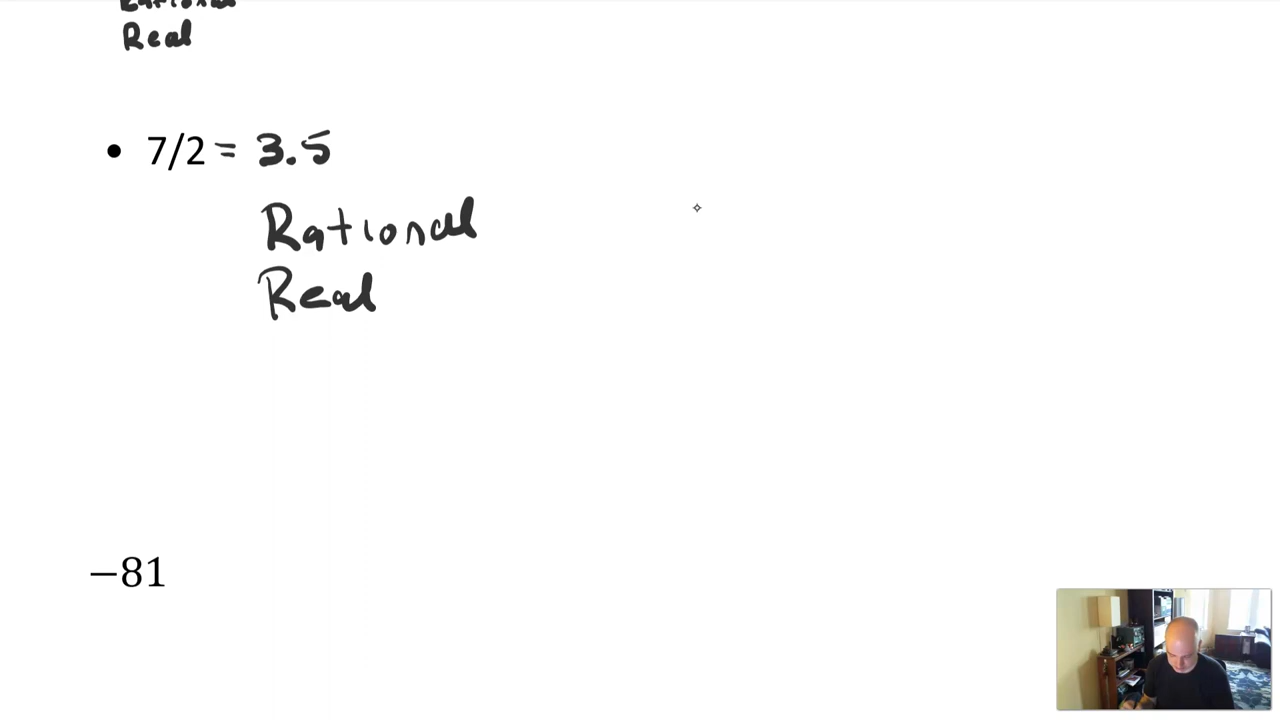 Real
• 7/2 = 3.5
Rational
Real
−81